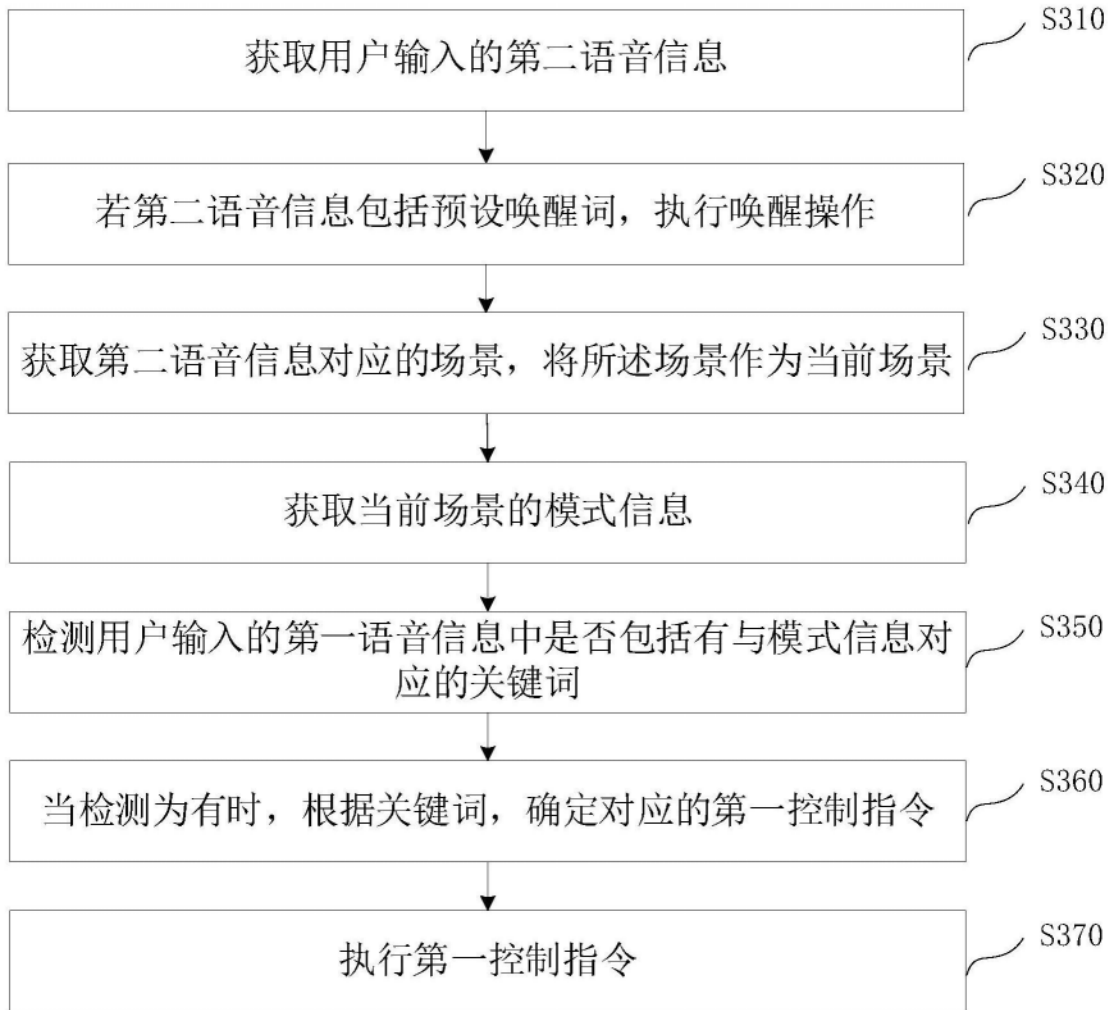 S310
获取用户输入的第二语音信息
S320
若第二语音信息包括预设唤醒词，执行唤醒操作
S330
获取第二语音信息对应的场景，将所述场景作为当前场景
S340
获取当前场景的模式信息
S350
检测用户输入的第一语音信息中是否包括有与模式信息对
应的关键词
S360
当检测为有时，根据关键词，确定对应的第一控制指令
S370
执行第一控制指令